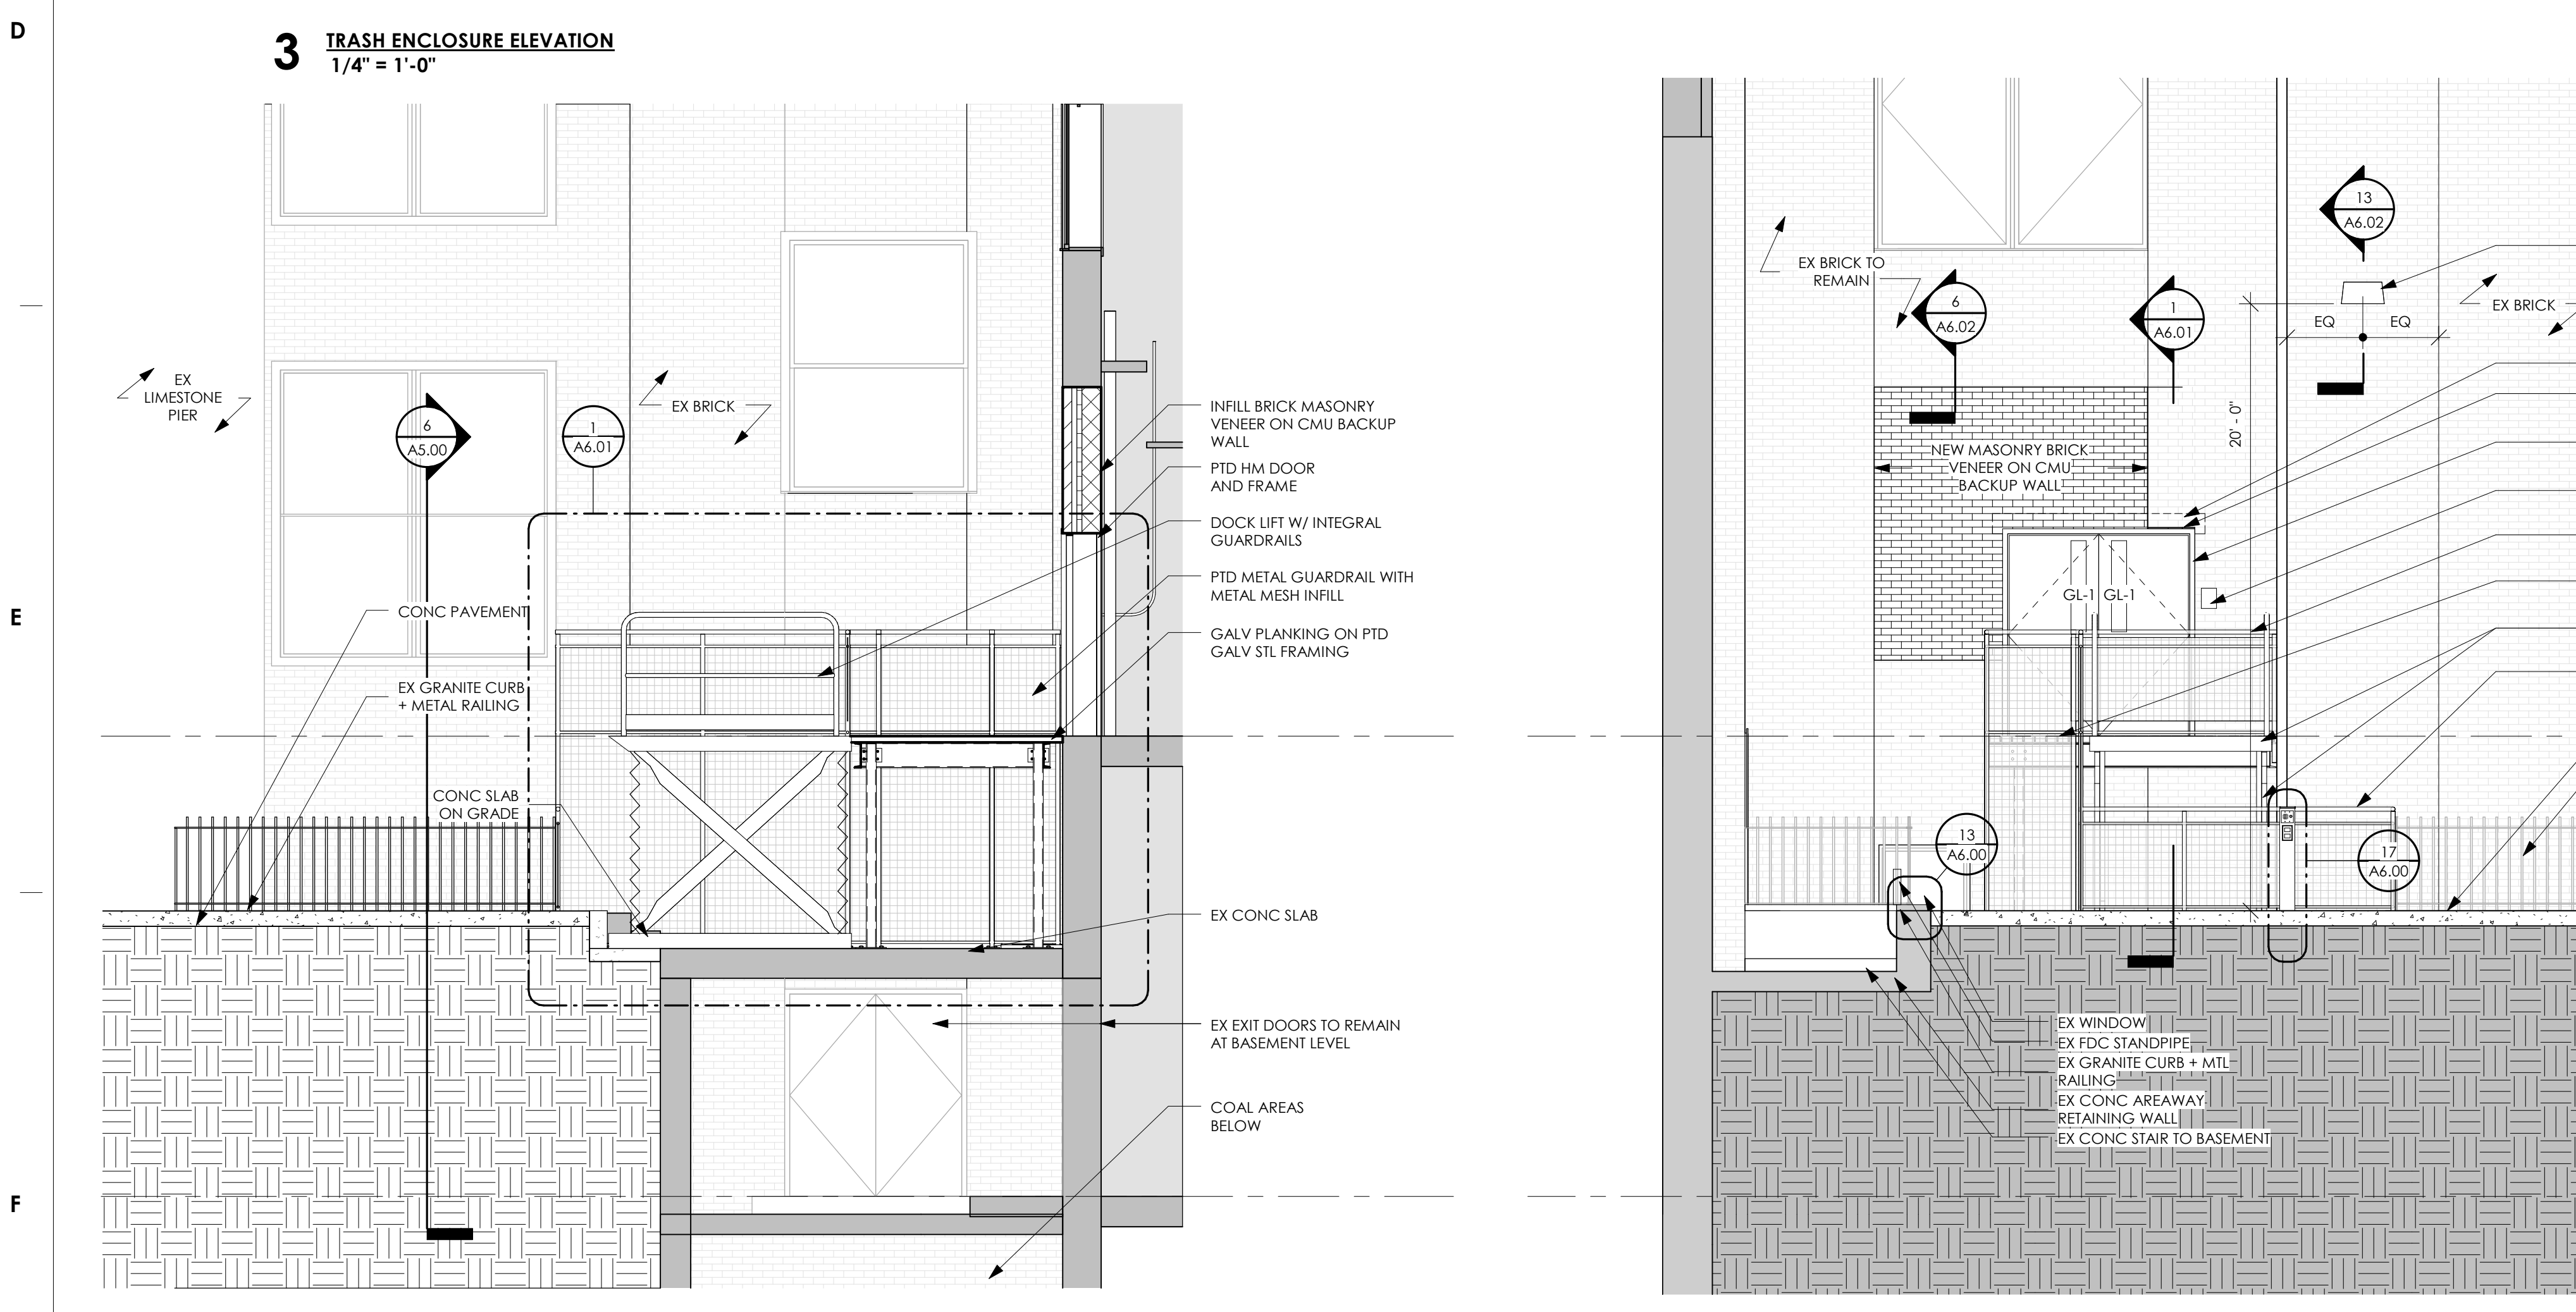 D
3
TRASH ENCLOSURE ELEVATION
1/4" = 1'-0"
EX
LIMESTONE
PIER
6
A5.00
1
A6.01
EX BRICK
INFILL BRICK MASONRY
VENEER ON CMU BACKUP
WALL
PTD HM DOOR
AND FRAME
DOCK LIFT W/ INTEGRAL
GUARDRAILS
PTD METAL GUARDRAIL WITH
METAL MESH INFILL
GALV PLANKING ON PTD
GALV STL FRAMING
E
CONC PAVEMENT
EX GRANITE CURB
+ METAL RAILING
CONC SLAB
ON GRADE
EX CONC SLAB
EX EXIT DOORS TO REMAIN
AT BASEMENT LEVEL
COAL AREAS
BELOW
F
EX BRICK TO
REMAIN
6
A6.02
1
A6.01
13
A6.02
EX BRICK
EQ
EQ
20' - 0"
NEW MASONRY BRICK
VENEER ON CMU
BACKUP WALL
GL-1
GL-1
13
A6.00
17
A6.00
EX WINDOW
EX FDC STANDPIPE
EX GRANITE CURB + MTL
RAILING
EX CONC AREAWAY
RETAINING WALL
EX CONC STAIR TO BASEMENT